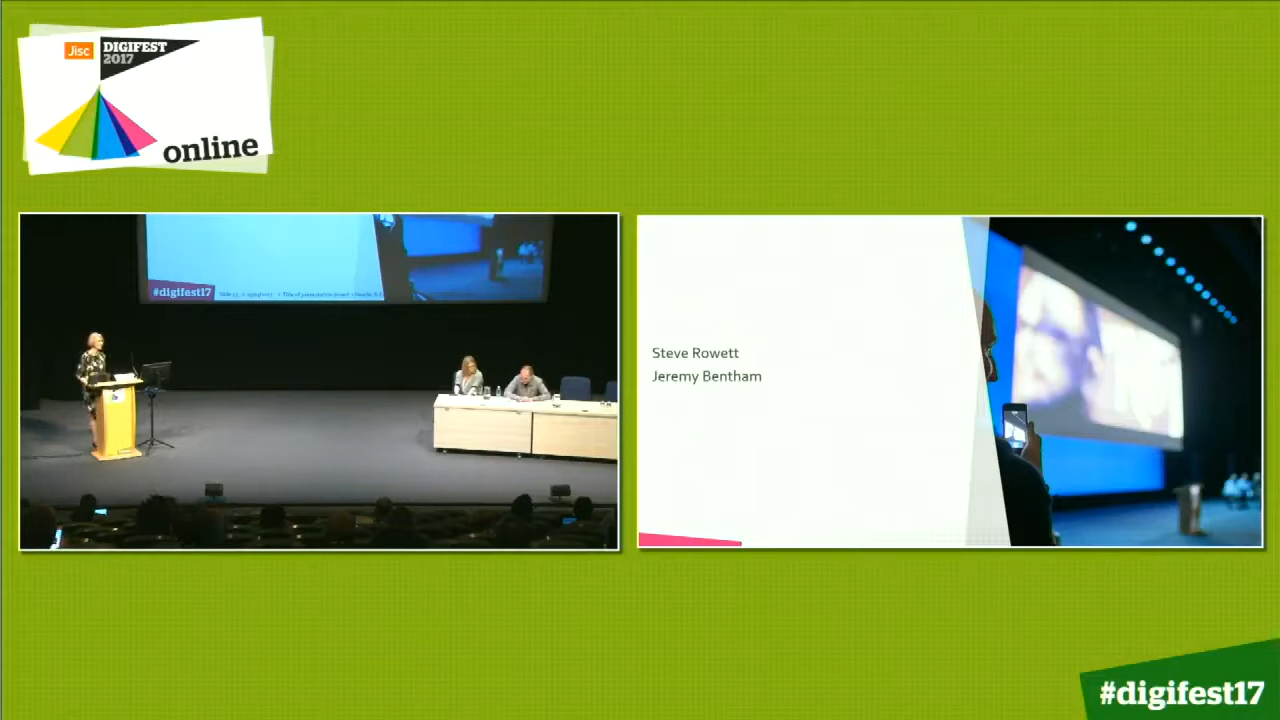 Jisc
DIGIFEST
2017
online
#digifest17
Steve Rowett
Jeremy Bentham
#digifest17